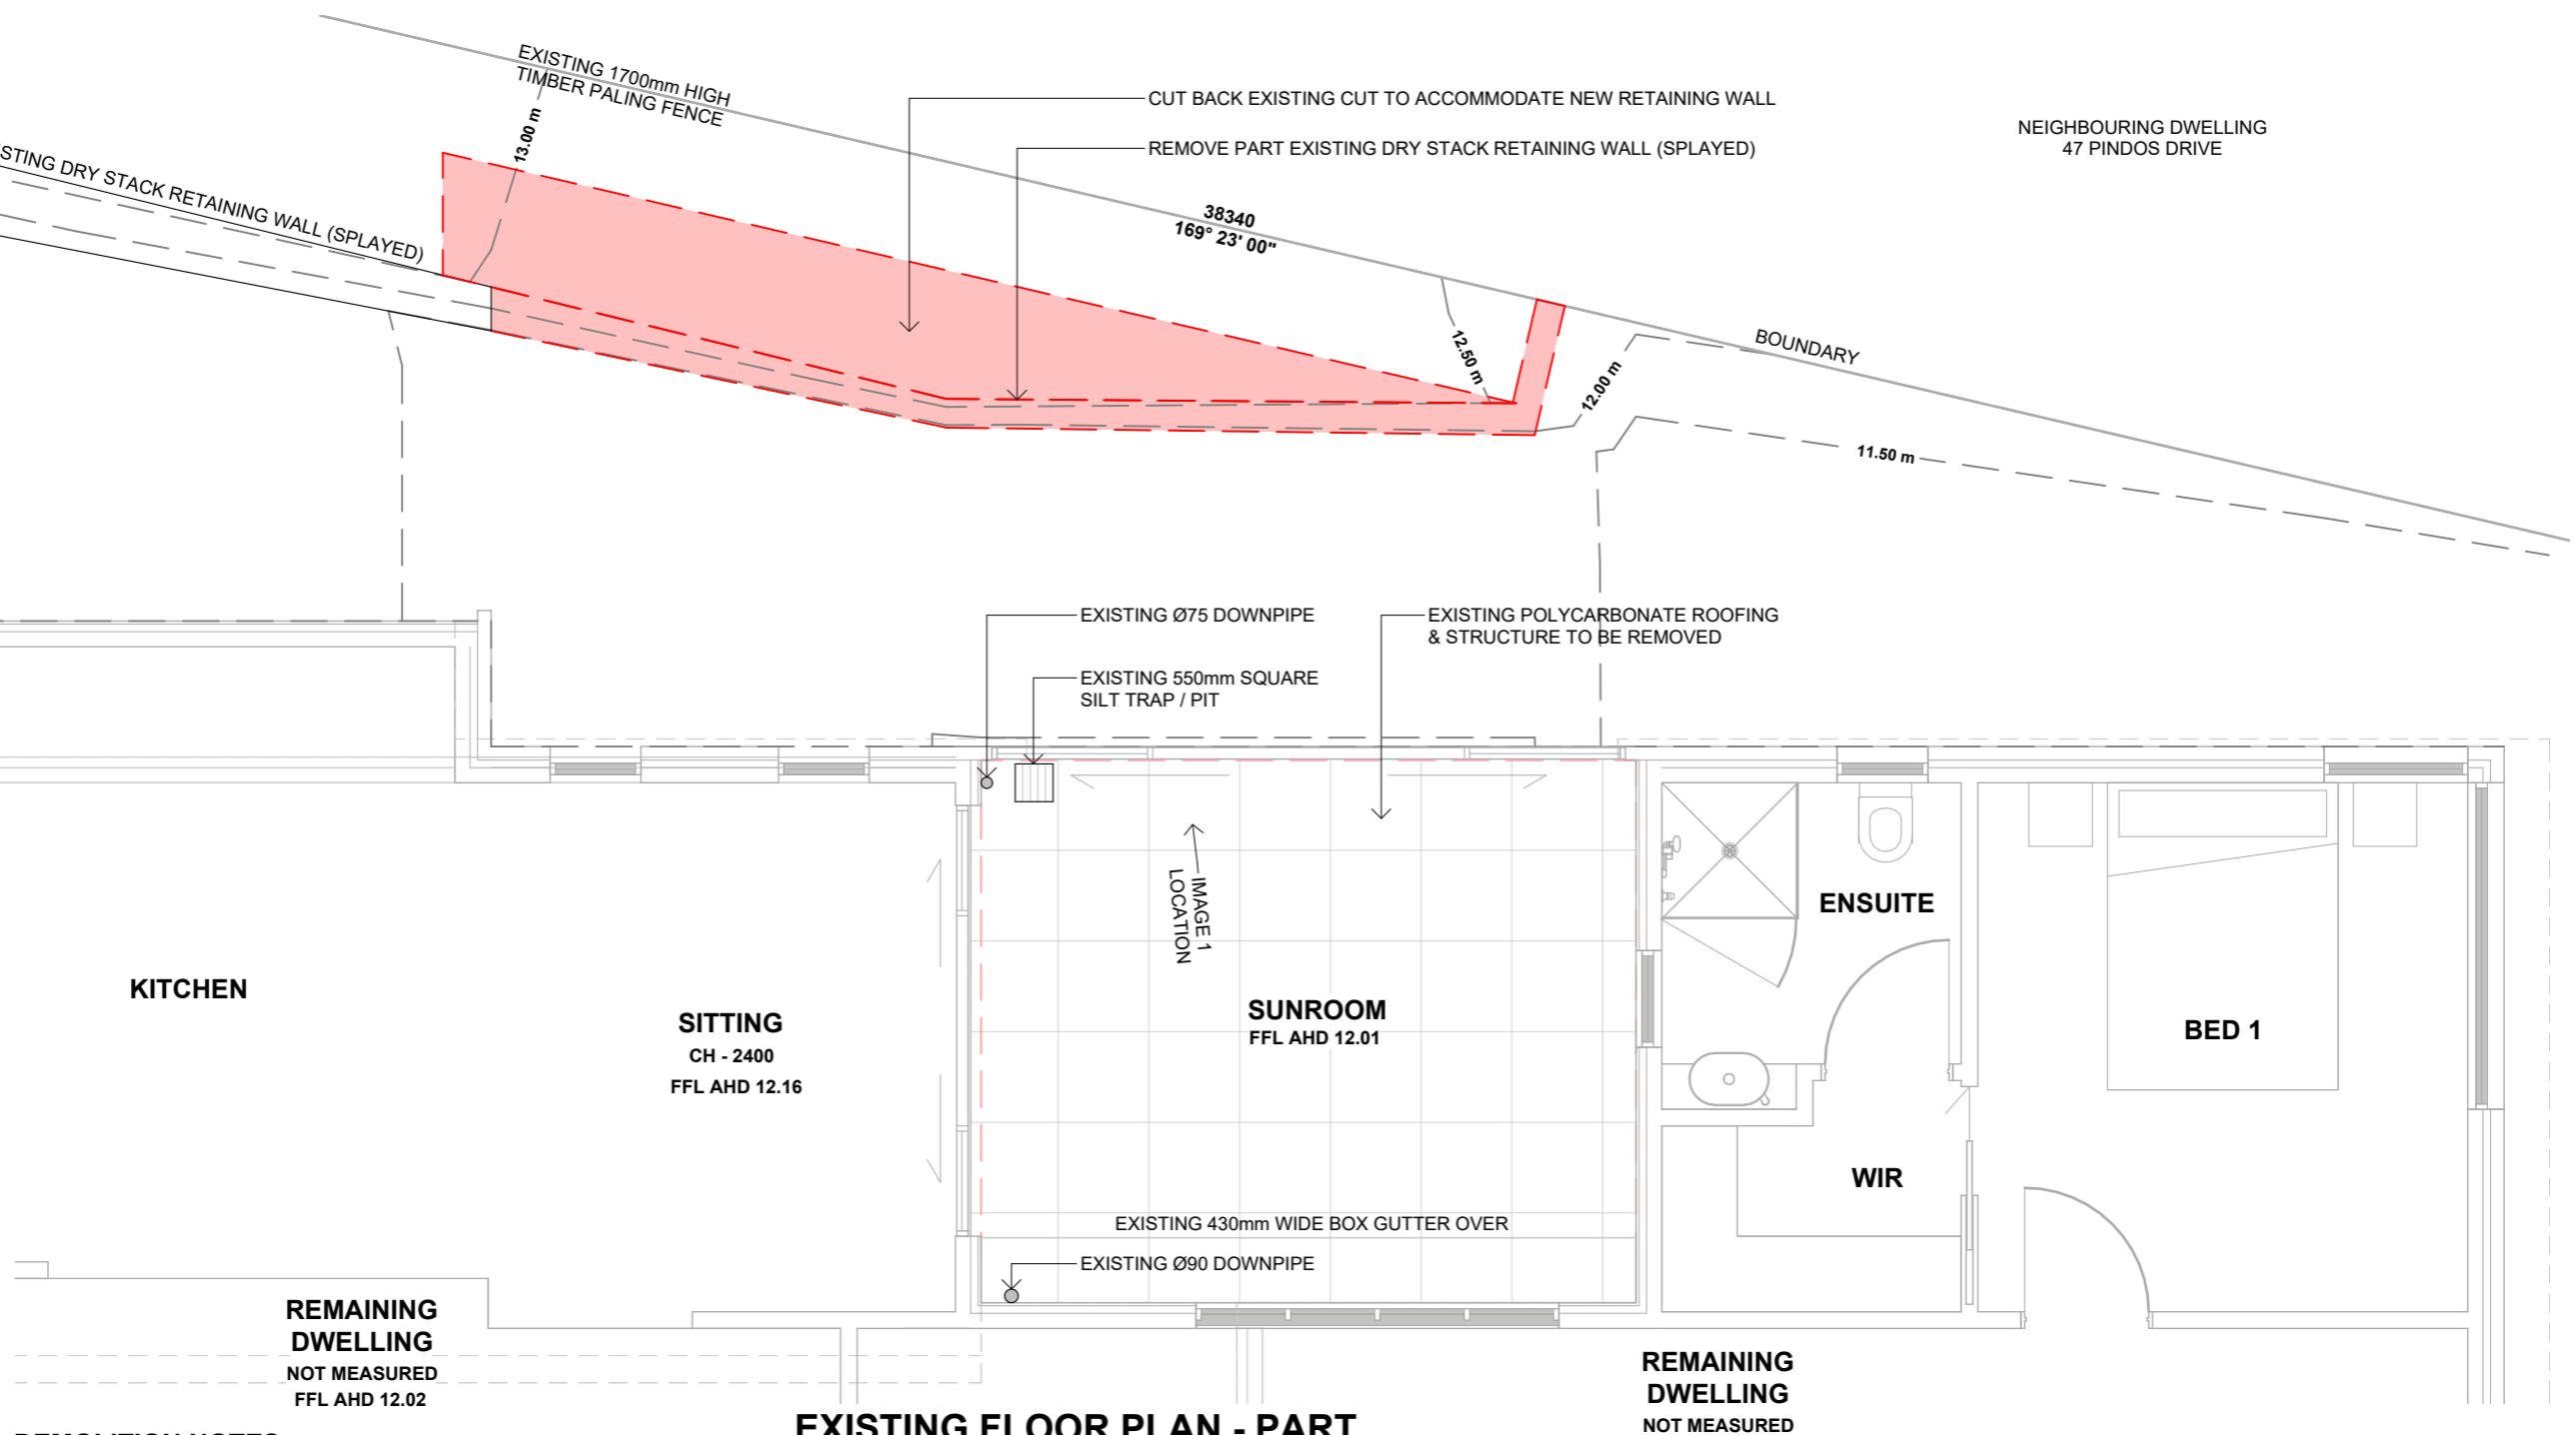 EXISTING 1700mm HIGH
TIMBER PALING FENCE
13.00 m
CUT BACK EXISTING CUT TO ACCOMMODATE NEW RETAINING WALL
REMOVE PART EXISTING DRY STACK RETAINING WALL (SPLAYED)
NEIGHBOURING DWELLING
47 PINDOS DRIVE
STING DRY STACK RETAINING WALL (SPLAYED)
38340
169° 23' 00"
12.50 m
12.00 m
BOUNDARY
11.50 m
EXISTING Ø75 DOWNPIPE
EXISTING POLYCARBONATE ROOFING
& STRUCTURE TO BE REMOVED
EXISTING 550mm SQUARE
SILT TRAP / PIT
IMAGE 1
LOCATION
KITCHEN
SITTING
CH - 2400
FFL AHD 12.16
SUNROOM
FFL AHD 12.01
ENSUITE
BED 1
WIR
EXISTING 430mm WIDE BOX GUTTER OVER
EXISTING Ø90 DOWNPIPE
REMAINING
DWELLING
NOT MEASURED
FFL AHD 12.02
REMAINING
DWELLING
NOT MEASURED
EXISTING FLOOR PLAN - PART
DEMOLITION NOTES